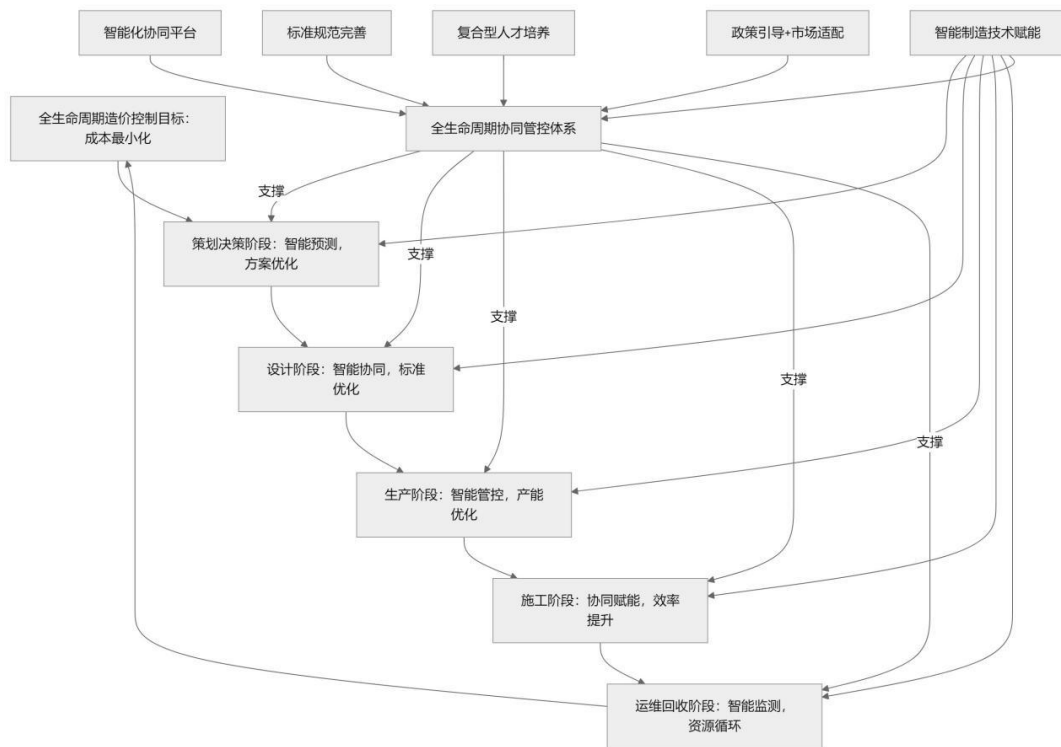 智能化协同平台
标准规范完善
复合型人才培养
政策引导+市场适配
智能制造技术赋能
全生命周期造价控制目标：
成本最小化
全生命周期协同管控体系
支撑
策划决策阶段：智能预测，
方案优化
支撑
支撑
设计阶段：智能协同，标准
优化
支撑
支撑
生产阶段：智能管控，产能
优化
施工阶段：协同赋能，效率
提升
运维回收阶段：智能监测，
资源循环